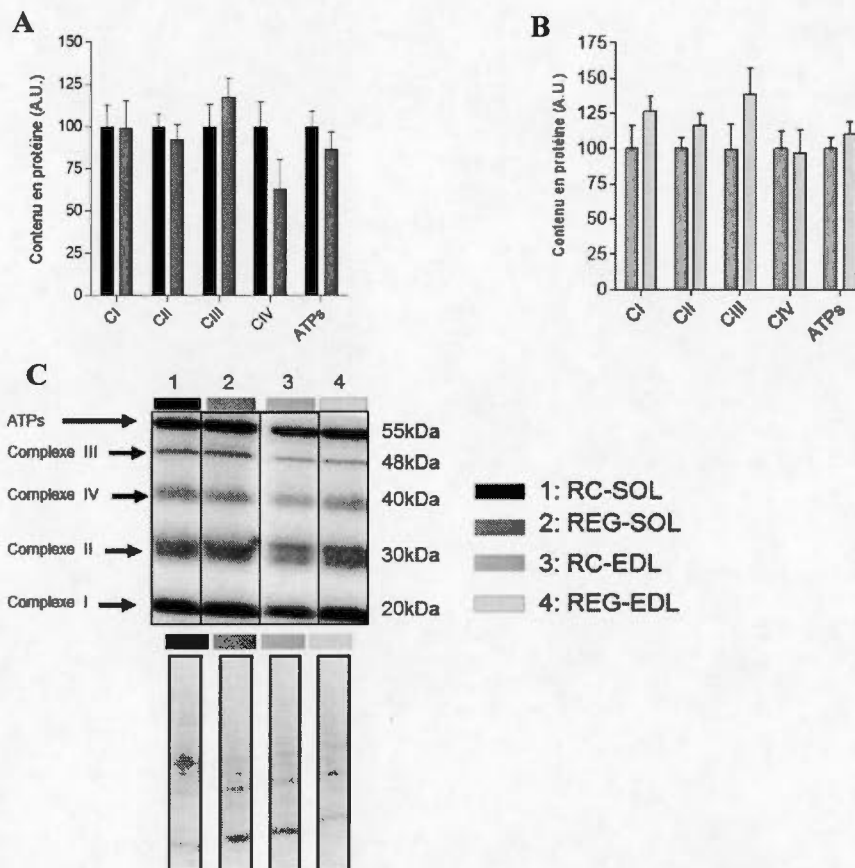 A
Contenu en protéine (A.U.)
150
125
100
75
50
25
0
CI
CII
CIII
CIV
ATPs
B
Contenu en protéine (A.U.)
175
150
125
100
75
50
25
0
CI
CII
CIII
CIV
ATPs
C
1 2 3 4
ATPs
55kDa
Complexe III
48kDa
Complexe IV
40kDa
Complexe II
30kDa
Complexe I
20kDa
1: RC-SOL
2: REG-SOL
3: RC-EDL
4: REG-EDL